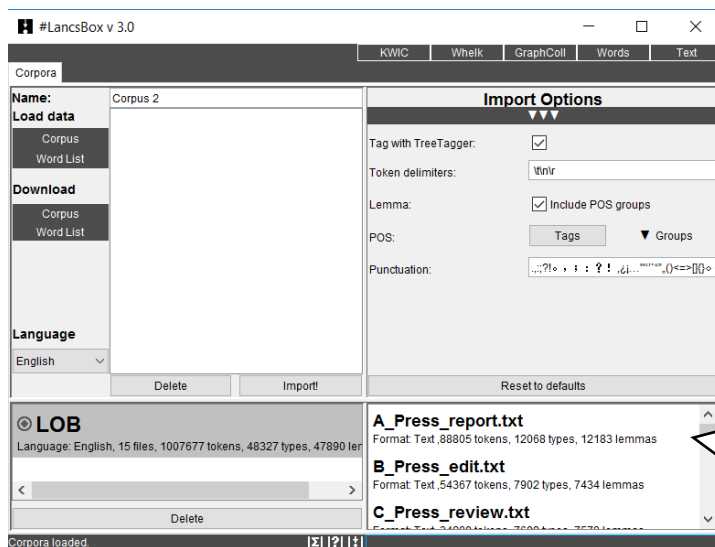 #LancsBox v 3.0
KWIC Whelk GraphColl Words Text
Corpora
Name: Corpus 2
Load data
Corpus
Word List
Download
Corpus
Word List
Language
English
Delete Import!
Import Options
▼▼▼
Tag with TreeTagger:
Token delimiters: \t\n\r
Lemma: Include POS groups
POS: Tags ▼ Groups
Punctuation:
Reset to defaults
LOB
Language: English, 15 files, 1007677 tokens, 48327 types, 47890 ler
Delete
A_Press_report.txt
Format: Text ,88805 tokens, 12068 types, 12183 lemmas
B_Press_edit.txt
Format: Text ,54367 tokens, 7902 types, 7434 lemmas
C_Press_review.txt
Corpora loaded. |Σ| |?| |‡|